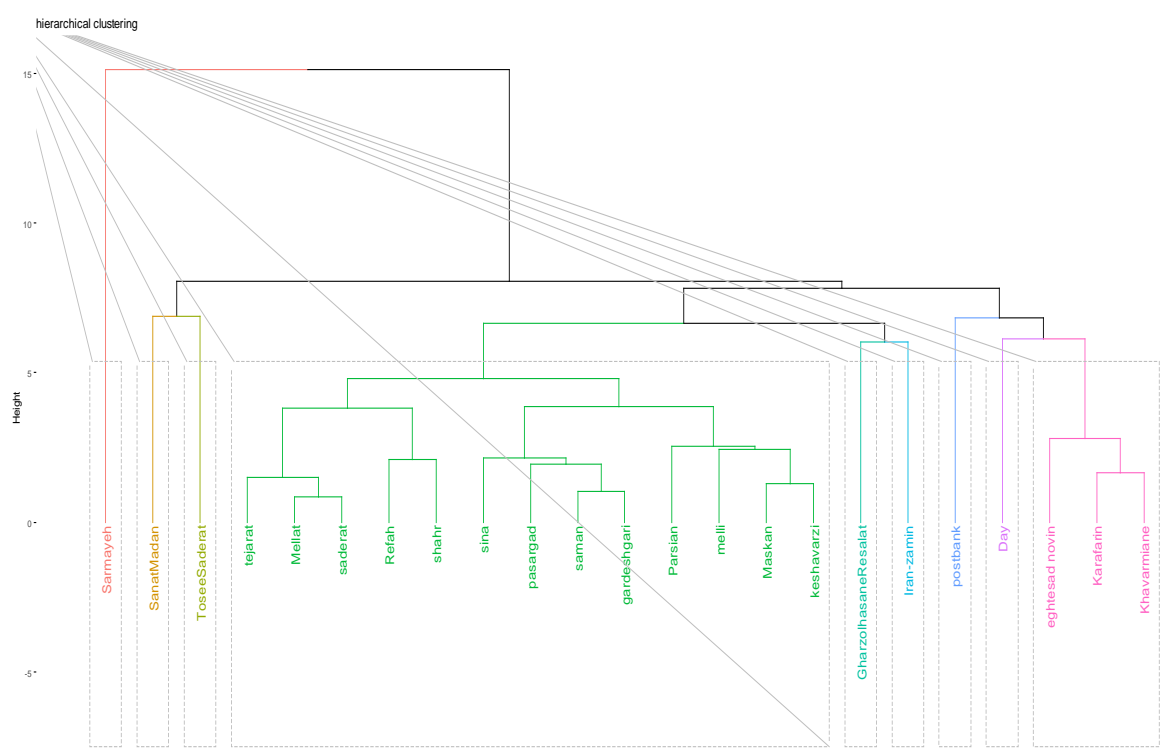 hierarchical clustering
15
10
5
0
-5
Height
Sarmayeh
SanatMadan
ToseeSaderat
tejarat
Mellat
saderat
Refah
shahr
sina
pasargad
saman
gardeshgari
Parsian
melli
Maskan
keshavarzi
GharzolhasaneResalat
Iran-zamin
postbank
Day
eghtesad novin
Karafarin
Khavarmiane